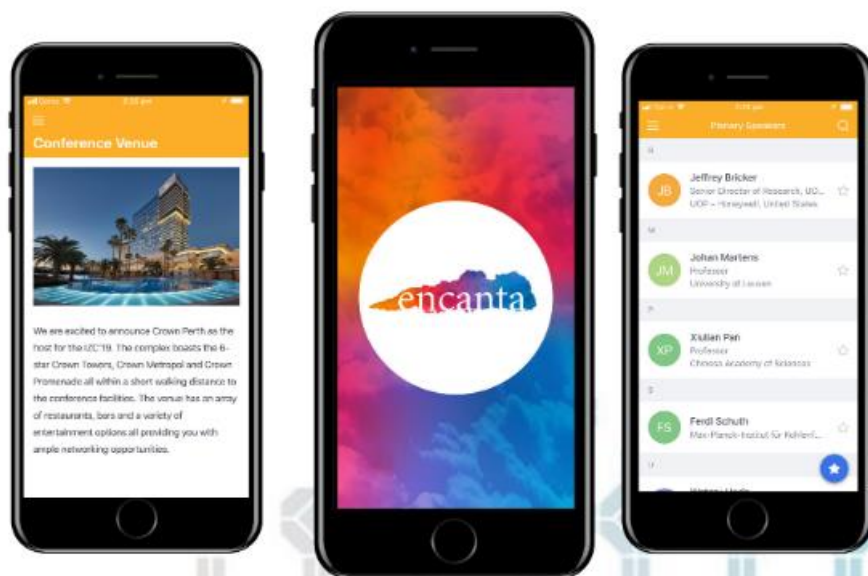 3:20 pm
Conference Venue
We are excited to announce Crown Perth as the
host for the IZC'19. The complex boasts the 6-
star Crown Towers, Crown Metropol and Crown
Promenade all within a short walking distance to
the conference facilities. The venue has an array
of restaurants, bars and a variety of
entertainment options all providing you with
ample networking opportunities.
encanta
Plenary Speakers
B
JB
Jeffrey Bricker
Senior Director of Research, UO...
UOP – Honeywell, United States
M
JM
Johan Martens
Professor
University of Leuven
P
XP
Xiulian Pan
Professor
Chinese Academy of Sciences
S
FS
Ferdi Schuth
Max-Planck-Institut für Kohlenf...
U